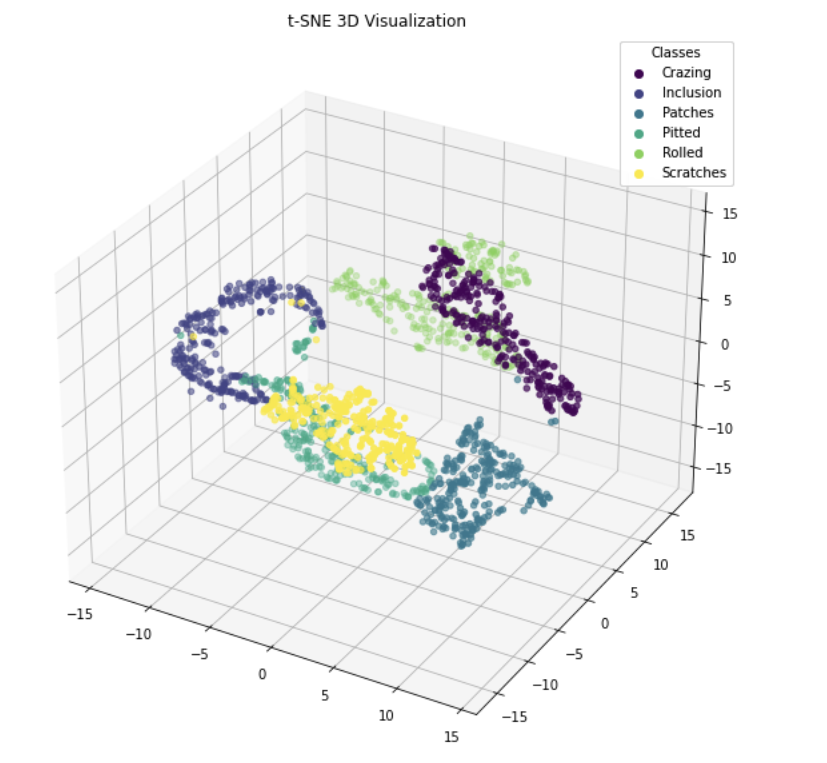 t-SNE 3D Visualization
Classes
Crazing
Inclusion
Patches
Pitted
Rolled
Scratches
15
10
5
0
−5
−10
−15
15
10
5
0
−5
−10
−15
−15
−10
−5
0
5
10
15